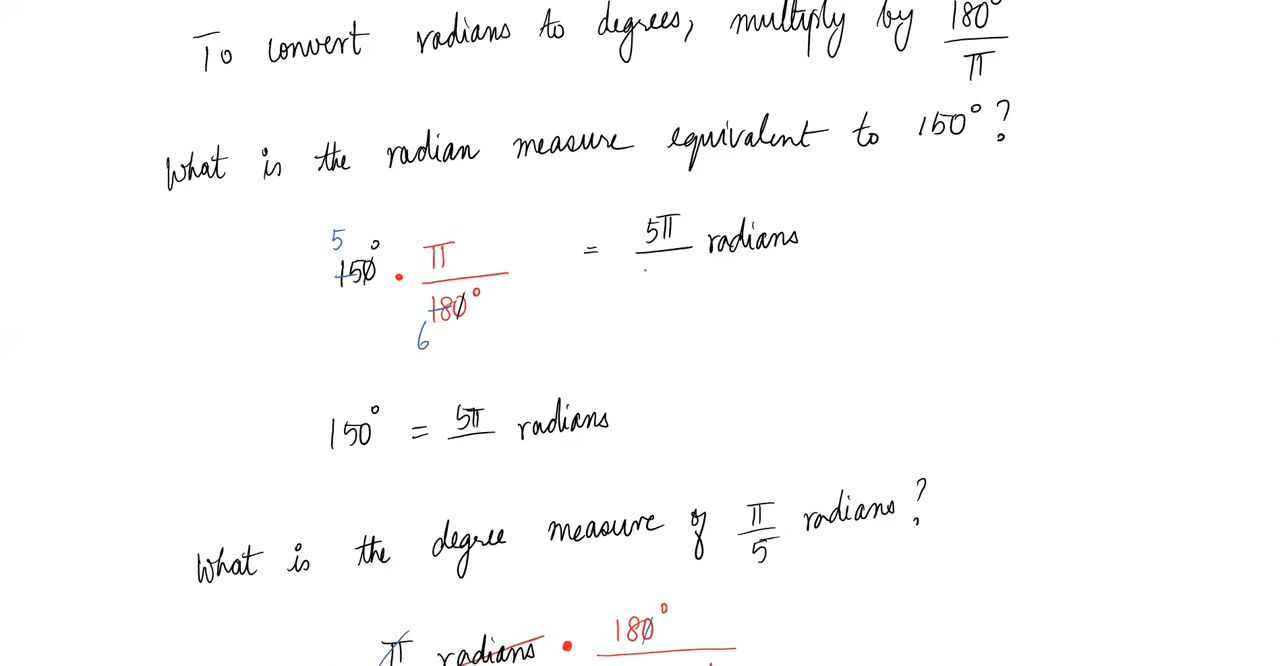 To convert radians to degrees, multiply by 180°/π
What is the radian measure equivalent to 150°?
5
150° · π/180° = 5π/ radians
6
150° = 5π/ radians
What is the degree measure of π/5 radians?
π radians · 180°